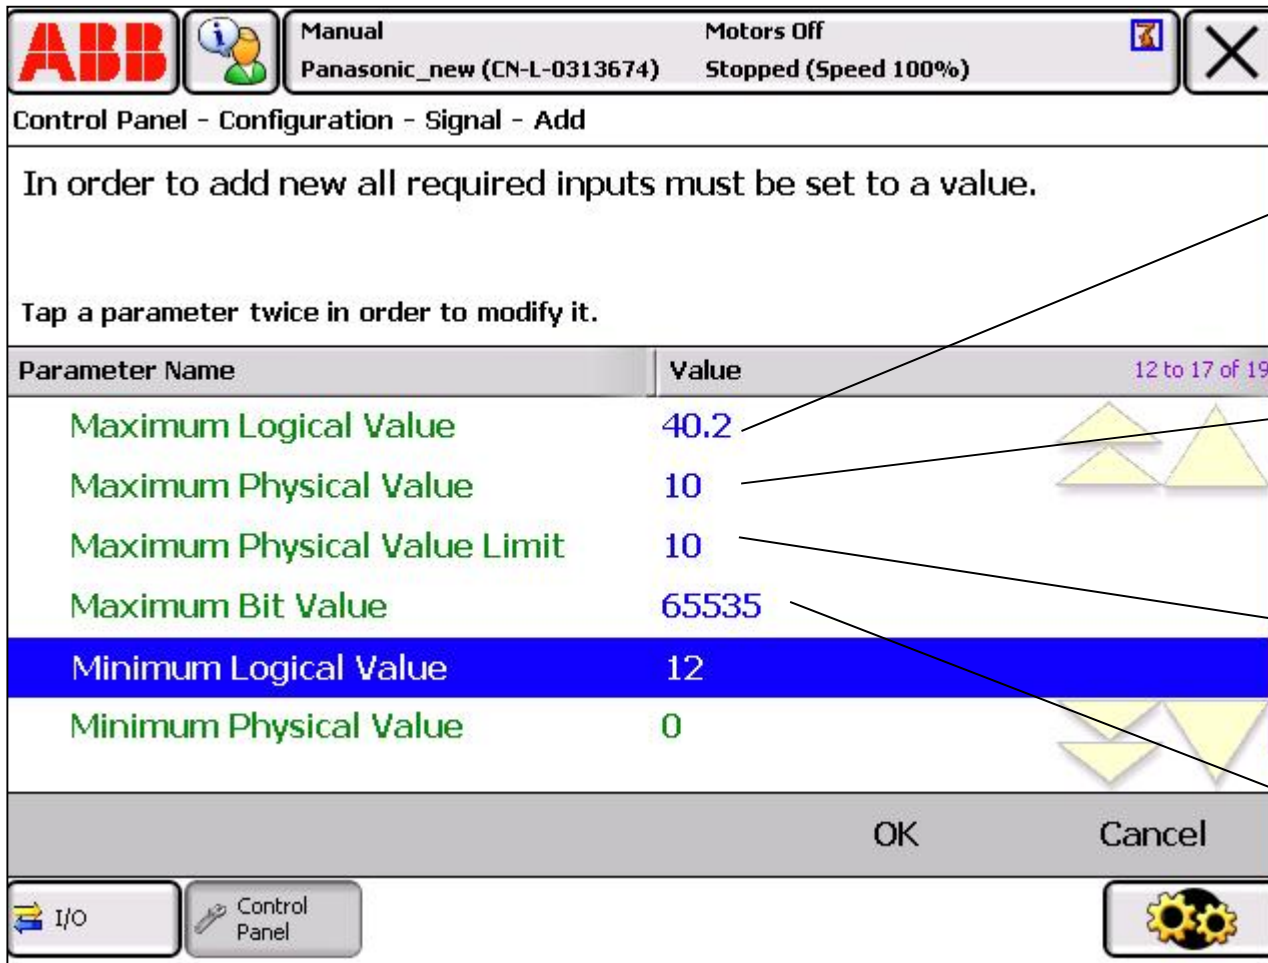 ABB
Manual Motors Off
Panasonic_new (CN-L-0313674) Stopped (Speed 100%)
Control Panel - Configuration - Signal - Add
In order to add new all required inputs must be set to a value.
Tap a parameter twice in order to modify it.
Parameter Name Value 12 to 17 of 19
Maximum Logical Value 40.2
Maximum Physical Value 10
Maximum Physical Value Limit 10
Maximum Bit Value 65535
Minimum Logical Value 12
Minimum Physical Value 0
OK Cancel
I/O Control
Panel